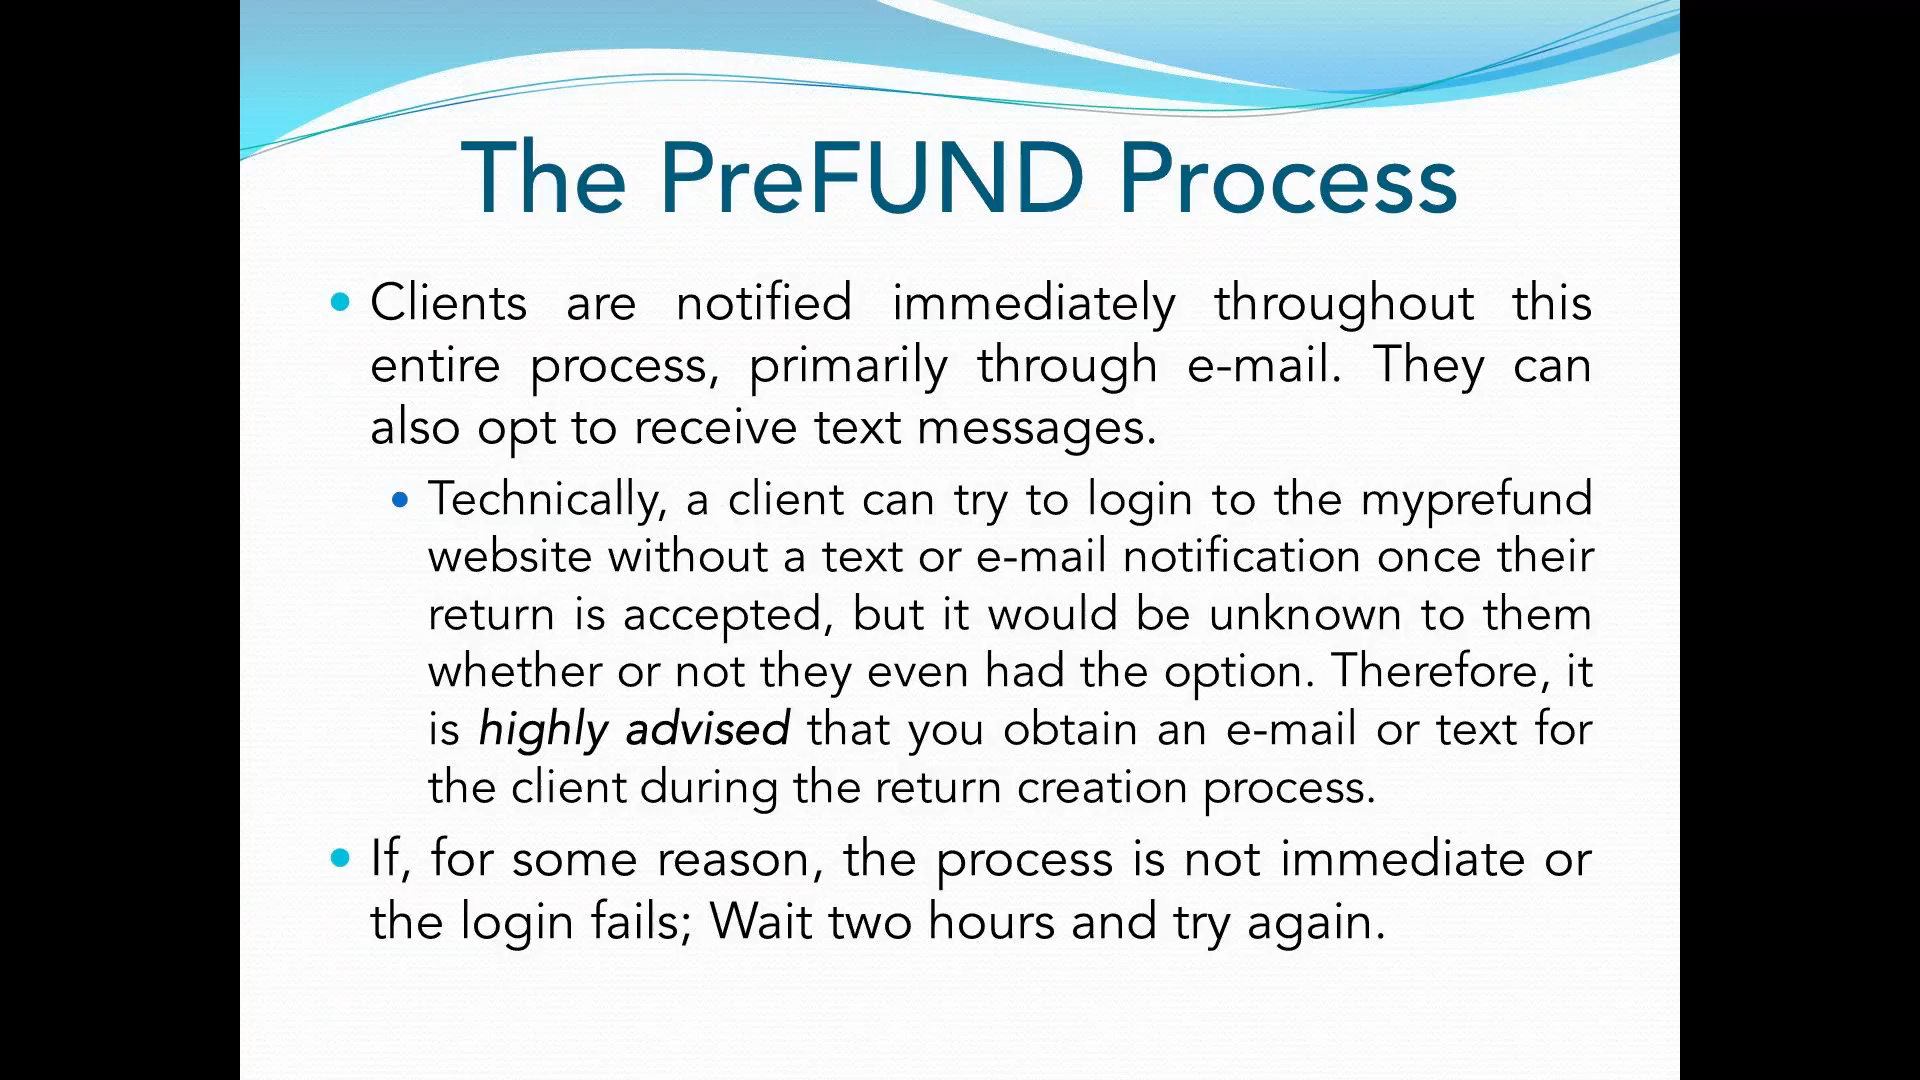 The PreFUND Process
• Clients are notified immediately throughout this
entire process, primarily through e-mail. They can
also opt to receive text messages.
• Technically, a client can try to login to the myprefund
website without a text or e-mail notification once their
return is accepted, but it would be unknown to them
whether or not they even had the option. Therefore, it
is highly advised that you obtain an e-mail or text for
the client during the return creation process.
• If, for some reason, the process is not immediate or
the login fails; Wait two hours and try again.